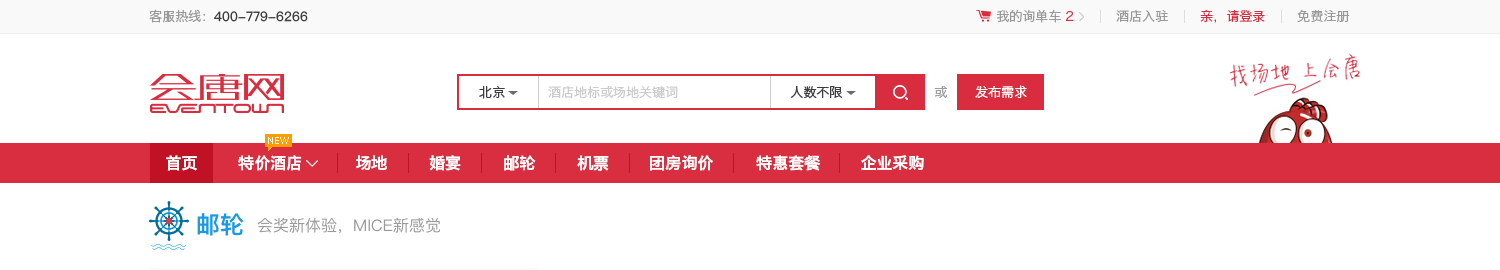 客服热线：400-779-6266
我的询单车 2
酒店入驻
亲，请登录
免费注册
会唐网
EVENTOWN
北京
酒店地标或场地关键词
人数不限
或
发布需求
找场地 上会唐
NEW
首页
特价酒店
场地
婚宴
邮轮
机票
团房询价
特惠套餐
企业采购
邮轮
会奖新体验，MICE新感觉